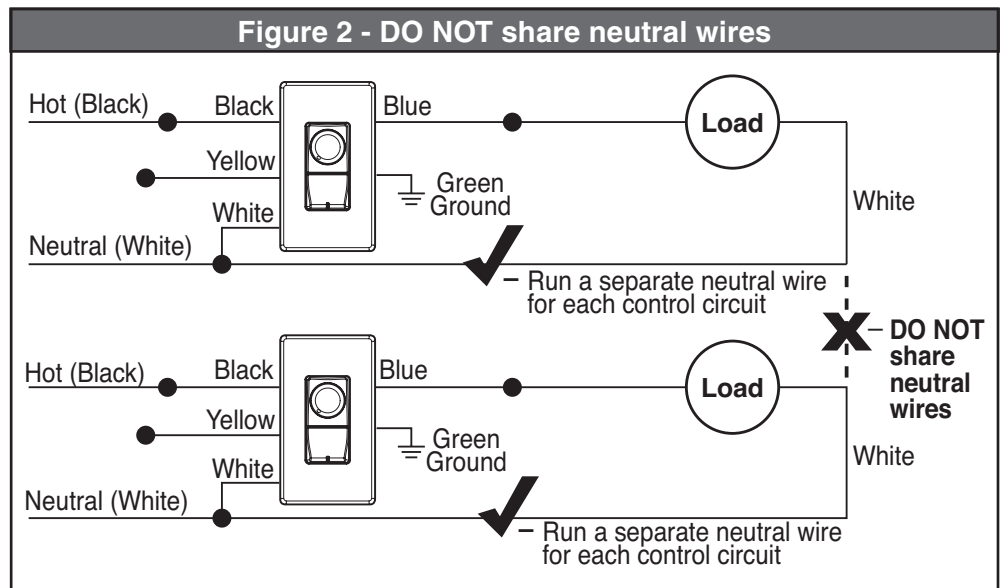 Figure 2 - DO NOT share neutral wires
Hot (Black)
Black
Blue
Load
Yellow
Green
Ground
White
White
Neutral (White)
– Run a separate neutral wire
for each control circuit
– DO NOT
share
neutral
wires
Hot (Black)
Black
Blue
Load
Yellow
Green
Ground
White
White
Neutral (White)
– Run a separate neutral wire
for each control circuit